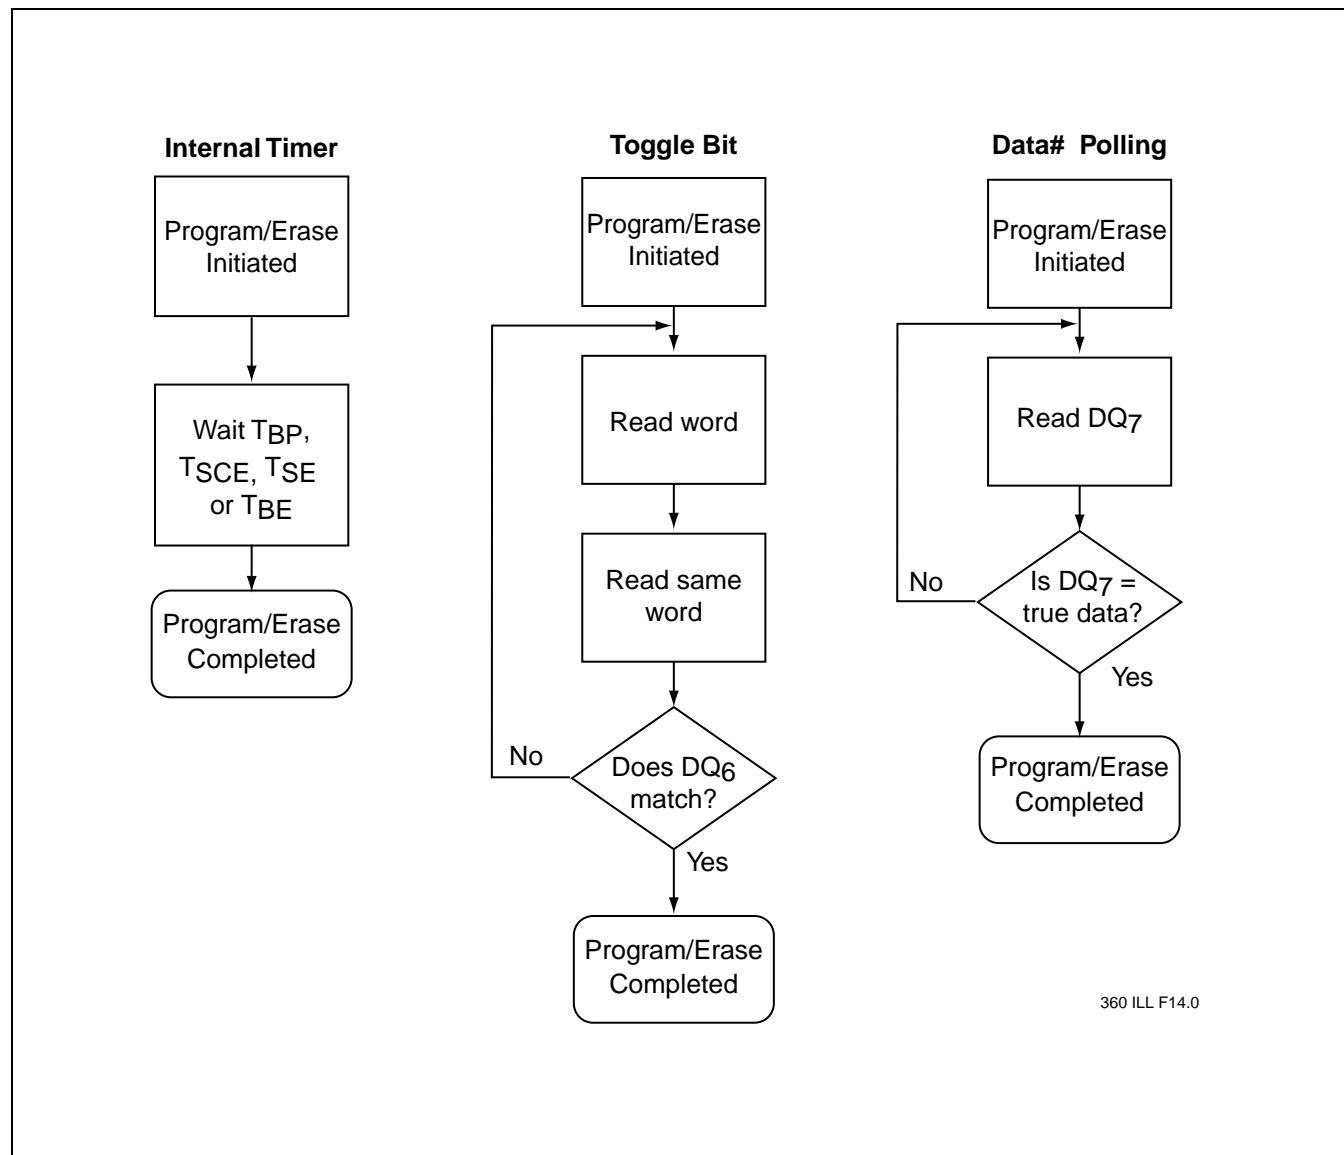 Internal Timer
Program/Erase
Initiated
Wait TBP,
TSCE, TSE
or TBE
Program/Erase
Completed
Toggle Bit
Program/Erase
Initiated
Read word
Read same
word
No
Does DQ6
match?
Yes
Program/Erase
Completed
Data# Polling
Program/Erase
Initiated
Read DQ7
No
Is DQ7 =
true data?
Yes
Program/Erase
Completed
360 ILL F14.0